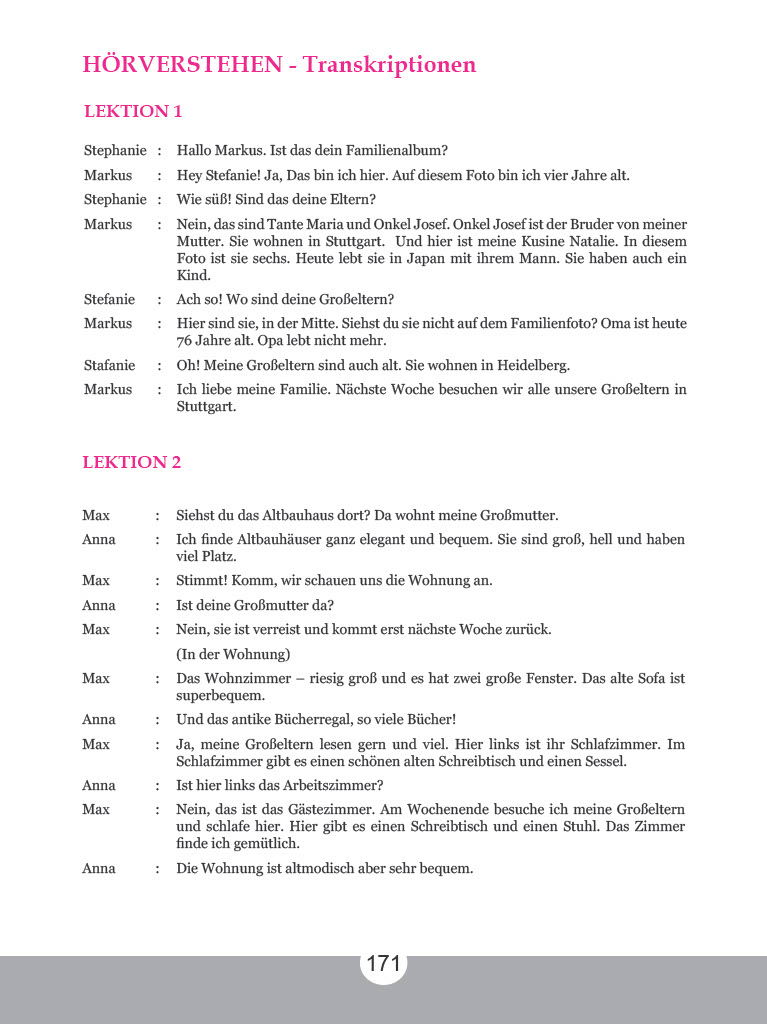 HÖRVERSTEHEN - Transkriptionen
LEKTION 1
Stephanie : Hallo Markus. Ist das dein Familienalbum?
Markus : Hey Stefanie! Ja, Das bin ich hier. Auf diesem Foto bin ich vier Jahre alt.
Stephanie : Wie süß! Sind das deine Eltern?
Markus : Nein, das sind Tante Maria und Onkel Josef. Onkel Josef ist der Bruder von meiner
Mutter. Sie wohnen in Stuttgart. Und hier ist meine Kusine Natalie. In diesem
Foto ist sie sechs. Heute lebt sie in Japan mit ihrem Mann. Sie haben auch ein
Kind.
Stefanie : Ach so! Wo sind deine Großeltern?
Markus : Hier sind sie, in der Mitte. Siehst du sie nicht auf dem Familienfoto? Oma ist heute
76 Jahre alt. Opa lebt nicht mehr.
Stafanie : Oh! Meine Großeltern sind auch alt. Sie wohnen in Heidelberg.
Markus : Ich liebe meine Familie. Nächste Woche besuchen wir alle unsere Großeltern in
Stuttgart.
LEKTION 2
Max : Siehst du das Altbauhaus dort? Da wohnt meine Großmutter.
Anna : Ich finde Altbauhäuser ganz elegant und bequem. Sie sind groß, hell und haben
viel Platz.
Max : Stimmt! Komm, wir schauen uns die Wohnung an.
Anna : Ist deine Großmutter da?
Max : Nein, sie ist verreist und kommt erst nächste Woche zurück.
(In der Wohnung)
Max : Das Wohnzimmer – riesig groß und es hat zwei große Fenster. Das alte Sofa ist
superbequem.
Anna : Und das antike Bücherregal, so viele Bücher!
Max : Ja, meine Großeltern lesen gern und viel. Hier links ist ihr Schlafzimmer. Im
Schlafzimmer gibt es einen schönen alten Schreibtisch und einen Sessel.
Anna : Ist hier links das Arbeitszimmer?
Max : Nein, das ist das Gästezimmer. Am Wochenende besuche ich meine Großeltern
und schlafe hier. Hier gibt es einen Schreibtisch und einen Stuhl. Das Zimmer
finde ich gemütlich.
Anna : Die Wohnung ist altmodisch aber sehr bequem.
171